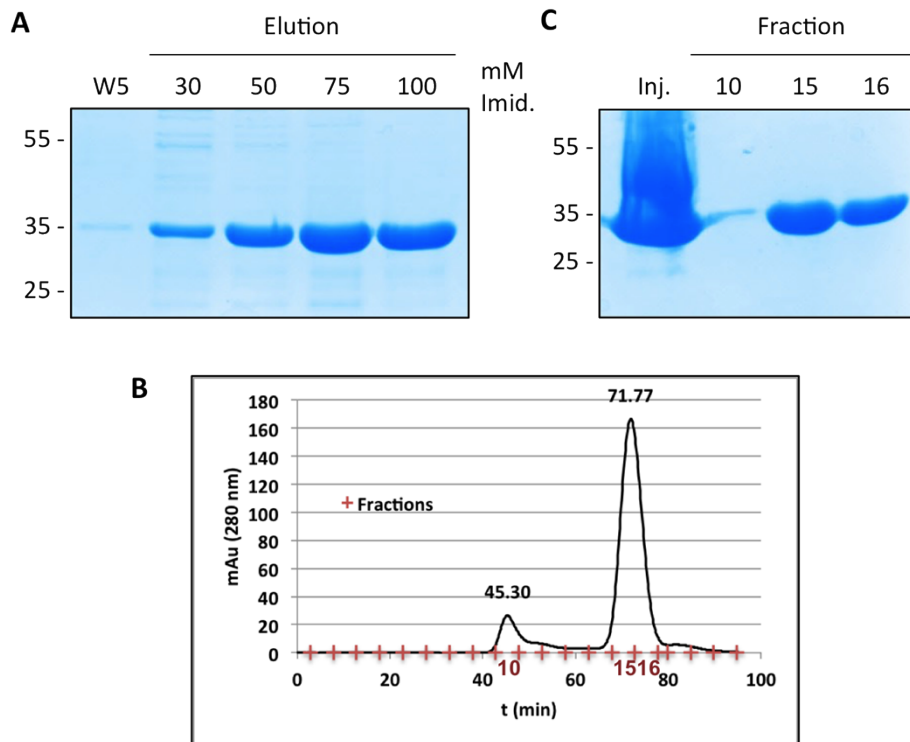 A
Elution
W5 30 50 75 100 mM Imid.
55 -
35 -
25 -
C
Fraction
Inj. 10 15 16
55 -
35 -
25 -
B
71.77
45.30
Fractions
mAu (280 nm)
180
160
140
120
100
80
60
40
20
0
10 15 16
0 20 40 60 80 100
t (min)